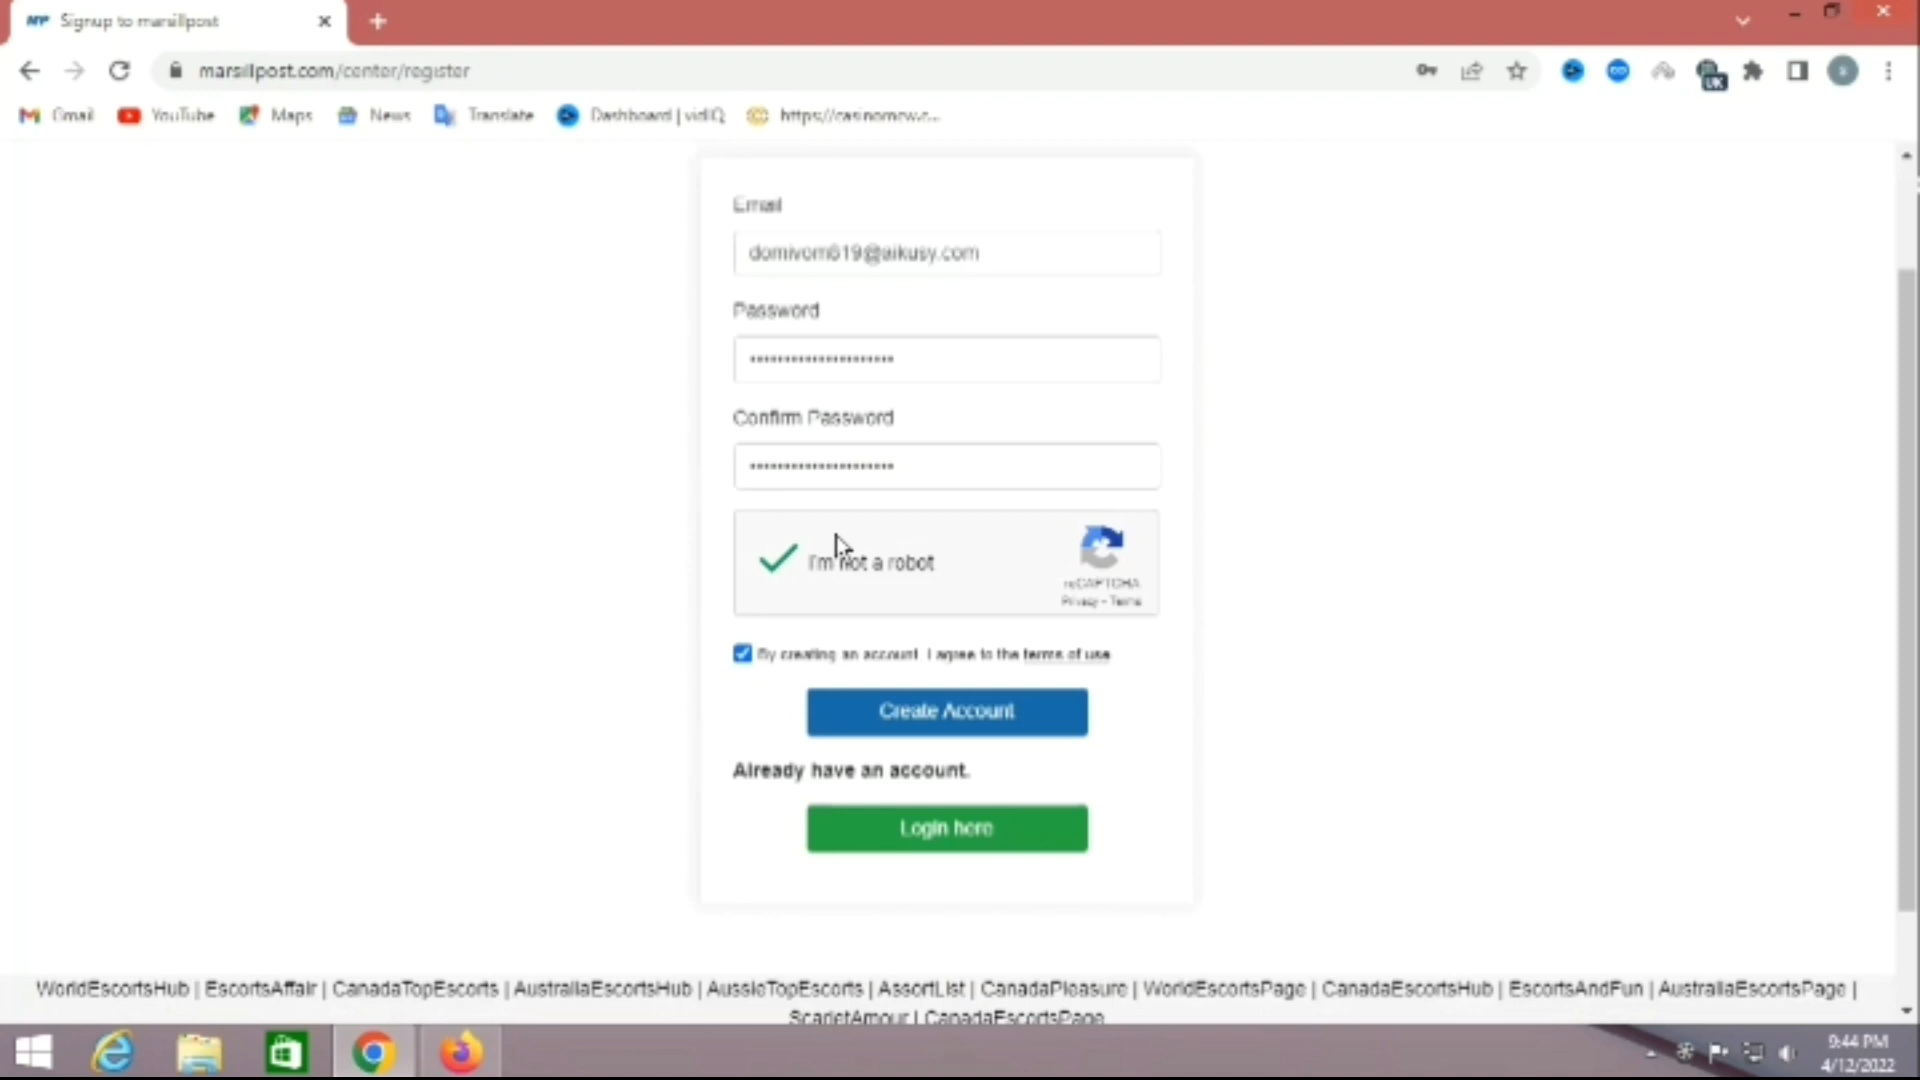 Signup to marsillpost
marsillpost.com/center/register
UK
Gmail YouTube Maps News Translate Dashboard | vidIQ
Email
domivom619@aikusy.com
Password
•••••••••••••••••••••
Confirm Password
•••••••••••••••••••••
I'm not a robot
reCAPTCHA
Privacy - Terms
By creating an account I agree to the terms of use
Create Account
Already have an account.
Login here
WorldEscortsHub | EscortsAffair | CanadaTopEscorts | AustraliaEscortsHub | AussieTopEscorts | AssortList | CanadaPleasure | WorldEscortsPage | CanadaEscortsHub | EscortsAndFun | AustraliaEscortsPage |
ScarletAmour | CanadaEscortsPage
9:44 PM
4/12/2022